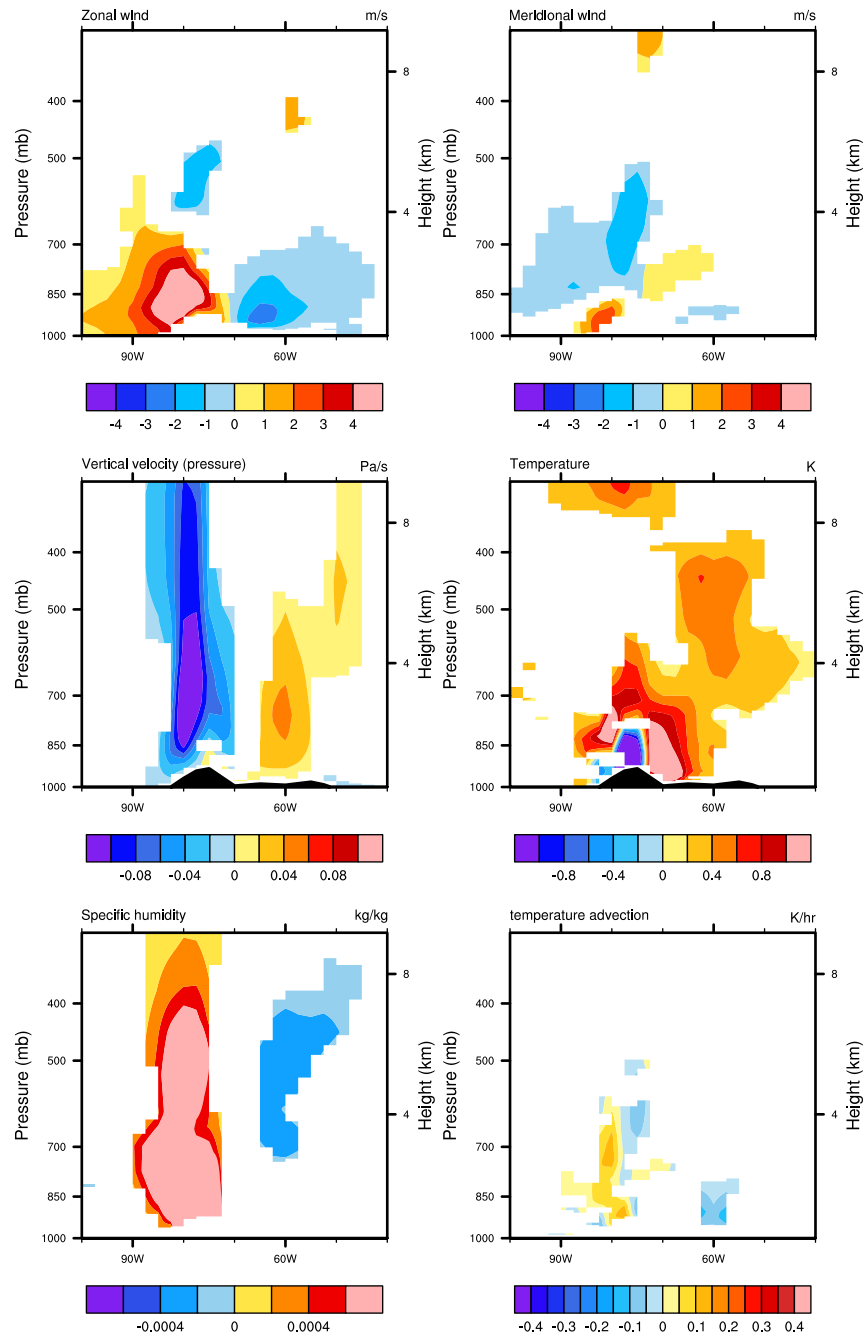 Zonal wind m/s
Pressure (mb)
400
500
700
850
1000
Height (km)
8
4
90W 60W
-4 -3 -2 -1 0 1 2 3 4
Meridional wind m/s
Pressure (mb)
400
500
700
850
1000
Height (km)
8
4
90W 60W
-4 -3 -2 -1 0 1 2 3 4
Vertical velocity (pressure) Pa/s
Pressure (mb)
400
500
700
850
1000
Height (km)
8
4
90W 60W
-0.08 -0.04 0 0.04 0.08
Temperature K
Pressure (mb)
400
500
700
850
1000
Height (km)
8
4
90W 60W
-0.8 -0.4 0 0.4 0.8
Specific humidity kg/kg
Pressure (mb)
400
500
700
850
1000
Height (km)
8
4
90W 60W
-0.0004 0 0.0004
temperature advection K/hr
Pressure (mb)
400
500
700
850
1000
Height (km)
8
4
90W 60W
-0.4 -0.3 -0.2 -0.1 0 0.1 0.2 0.3 0.4